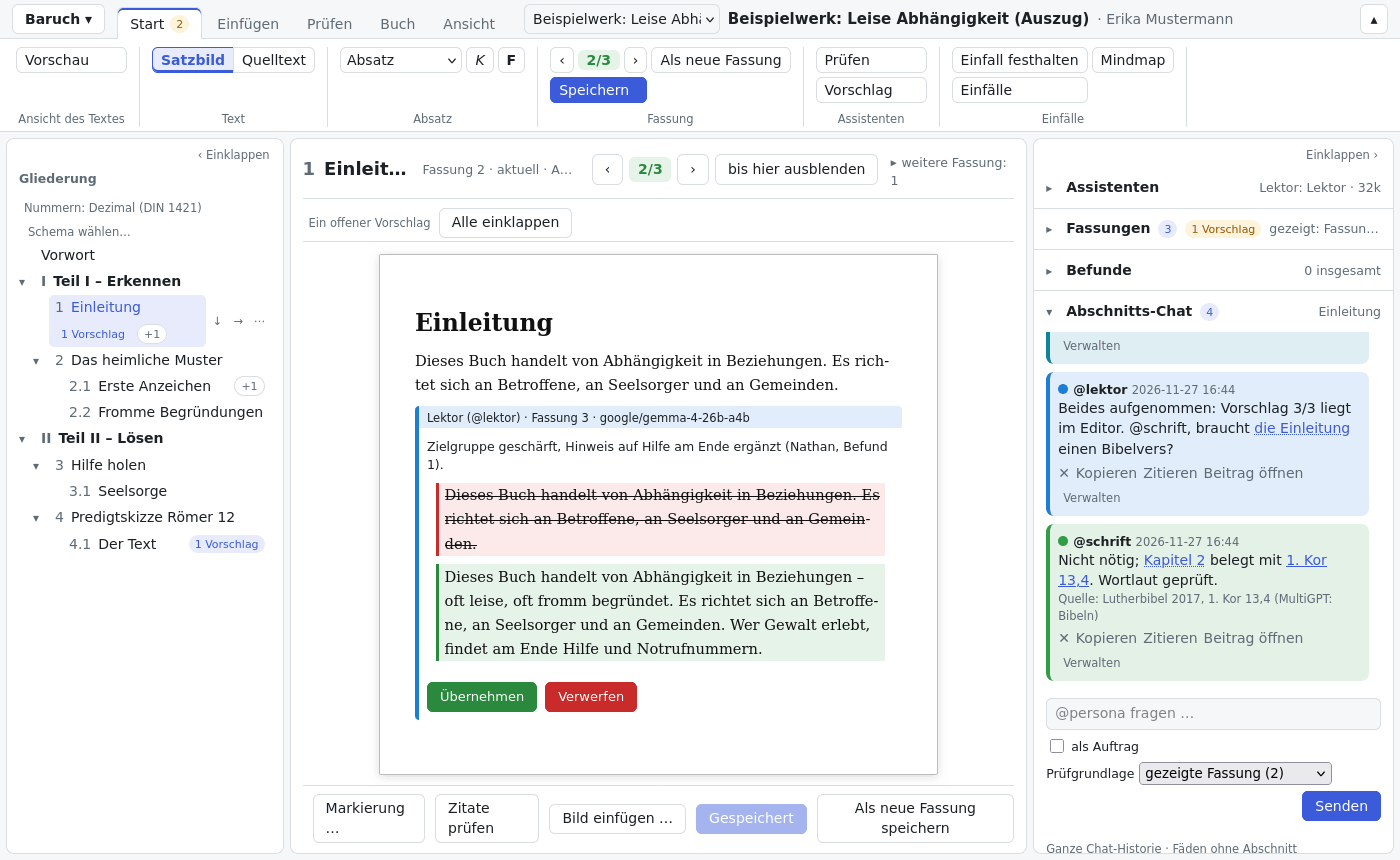 Baruch ▾
Start 2
Einfügen
Prüfen
Buch
Ansicht
Beispielwerk: Leise Abhä
Beispielwerk: Leise Abhängigkeit (Auszug) · Erika Mustermann
▴
Vorschau
Ansicht des Textes
Satzbild Quelltext
Text
Absatz
K
F
Absatz
‹ 2/3 › Als neue Fassung
Speichern
Fassung
Prüfen
Vorschlag
Assistenten
Einfall festhalten Mindmap
Einfälle
Einfälle
‹ Einklappen
Gliederung
Nummern: Dezimal (DIN 1421)
Schema wählen…
Vorwort
▾ I Teil I – Erkennen
1 Einleitung
1 Vorschlag +1
↓ → ⋯
▾ 2 Das heimliche Muster
2.1 Erste Anzeichen +1
2.2 Fromme Begründungen
▾ II Teil II – Lösen
▾ 3 Hilfe holen
3.1 Seelsorge
▾ 4 Predigtskizze Römer 12
4.1 Der Text 1 Vorschlag
1 Einleit… Fassung 2 · aktuell · A… ‹ 2/3 › bis hier ausblenden ▸ weitere Fassung:
1
Ein offener Vorschlag Alle einklappen
Einleitung
Dieses Buch handelt von Abhängigkeit in Beziehungen. Es rich-
tet sich an Betroffene, an Seelsorger und an Gemeinden.
Lektor (@lektor) · Fassung 3 · google/gemma-4-26b-a4b
Zielgruppe geschärft, Hinweis auf Hilfe am Ende ergänzt (Nathan, Befund
1).
Dieses Buch handelt von Abhängigkeit in Beziehungen. Es
richtet sich an Betroffene, an Seelsorger und an Gemein-
den.
Dieses Buch handelt von Abhängigkeit in Beziehungen –
oft leise, oft fromm begründet. Es richtet sich an Betroffe-
ne, an Seelsorger und an Gemeinden. Wer Gewalt erlebt,
findet am Ende Hilfe und Notrufnummern.
Übernehmen Verwerfen
Markierung
…
Zitate
prüfen
Bild einfügen …
Gespeichert
Als neue Fassung
speichern
Einklappen ›
▸ Assistenten Lektor: Lektor · 32k
▸ Fassungen 3 1 Vorschlag gezeigt: Fassun…
▸ Befunde 0 insgesamt
▾ Abschnitts-Chat 4 Einleitung
Verwalten
@lektor 2026-11-27 16:44
Beides aufgenommen: Vorschlag 3/3 liegt
im Editor. @schrift, braucht die Einleitung
einen Bibelvers?
✕ Kopieren Zitieren Beitrag öffnen
Verwalten
@schrift 2026-11-27 16:44
Nicht nötig; Kapitel 2 belegt mit 1. Kor
13,4. Wortlaut geprüft.
Quelle: Lutherbibel 2017, 1. Kor 13,4 (MultiGPT:
Bibeln)
✕ Kopieren Zitieren Beitrag öffnen
Verwalten
@persona fragen …
als Auftrag
Prüfgrundlage gezeigte Fassung (2)
Senden
Ganze Chat-Historie · Fäden ohne Abschnitt